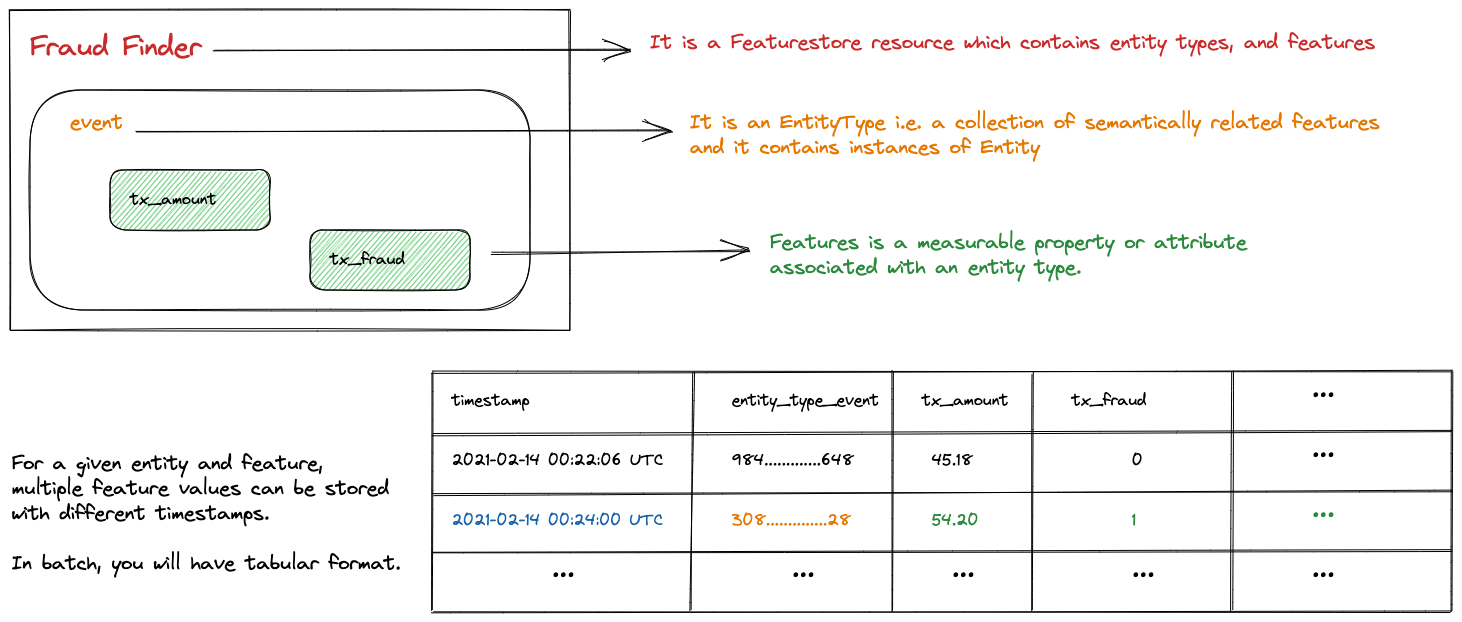 Fraud Finder
It is a Featurestore resource which contains entity types, and features
event
It is an EntityType i.e. a collection of semantically related features
and it contains instances of Entity
tx_amount
tx_fraud
Features is a measurable property or attribute
associated with an entity type.
For a given entity and feature,
multiple feature values can be stored
with different timestamps.
In batch, you will have tabular format.
timestamp entity_type_event tx_amount tx_fraud ...
2021-02-14 00:22:06 UTC 984.............648 45.18 0 ...
2021-02-14 00:24:00 UTC 308..............28 54.20 1 ...
... ... ... ... ...